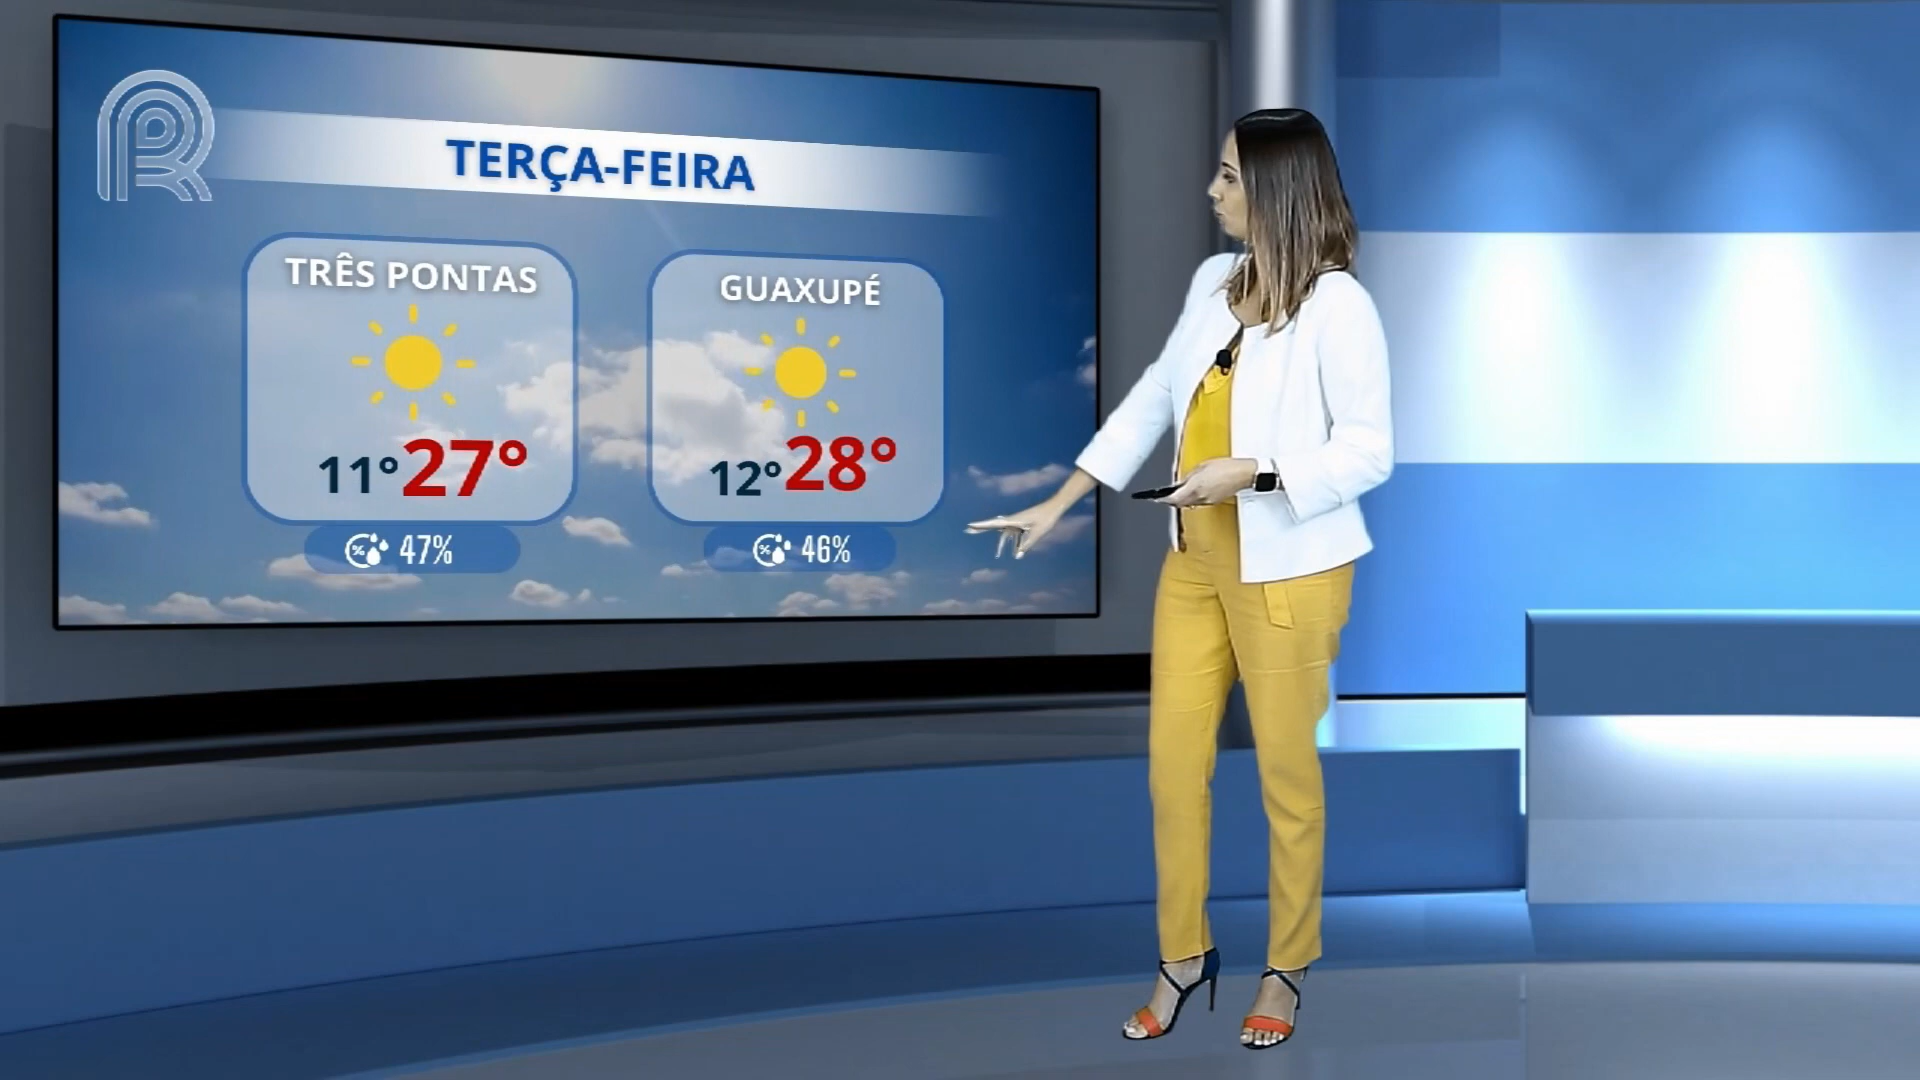 TERÇA-FEIRA
TRÊS PONTAS
11° 27°
% 47%
GUAXUPÉ
12° 28°
% 46%